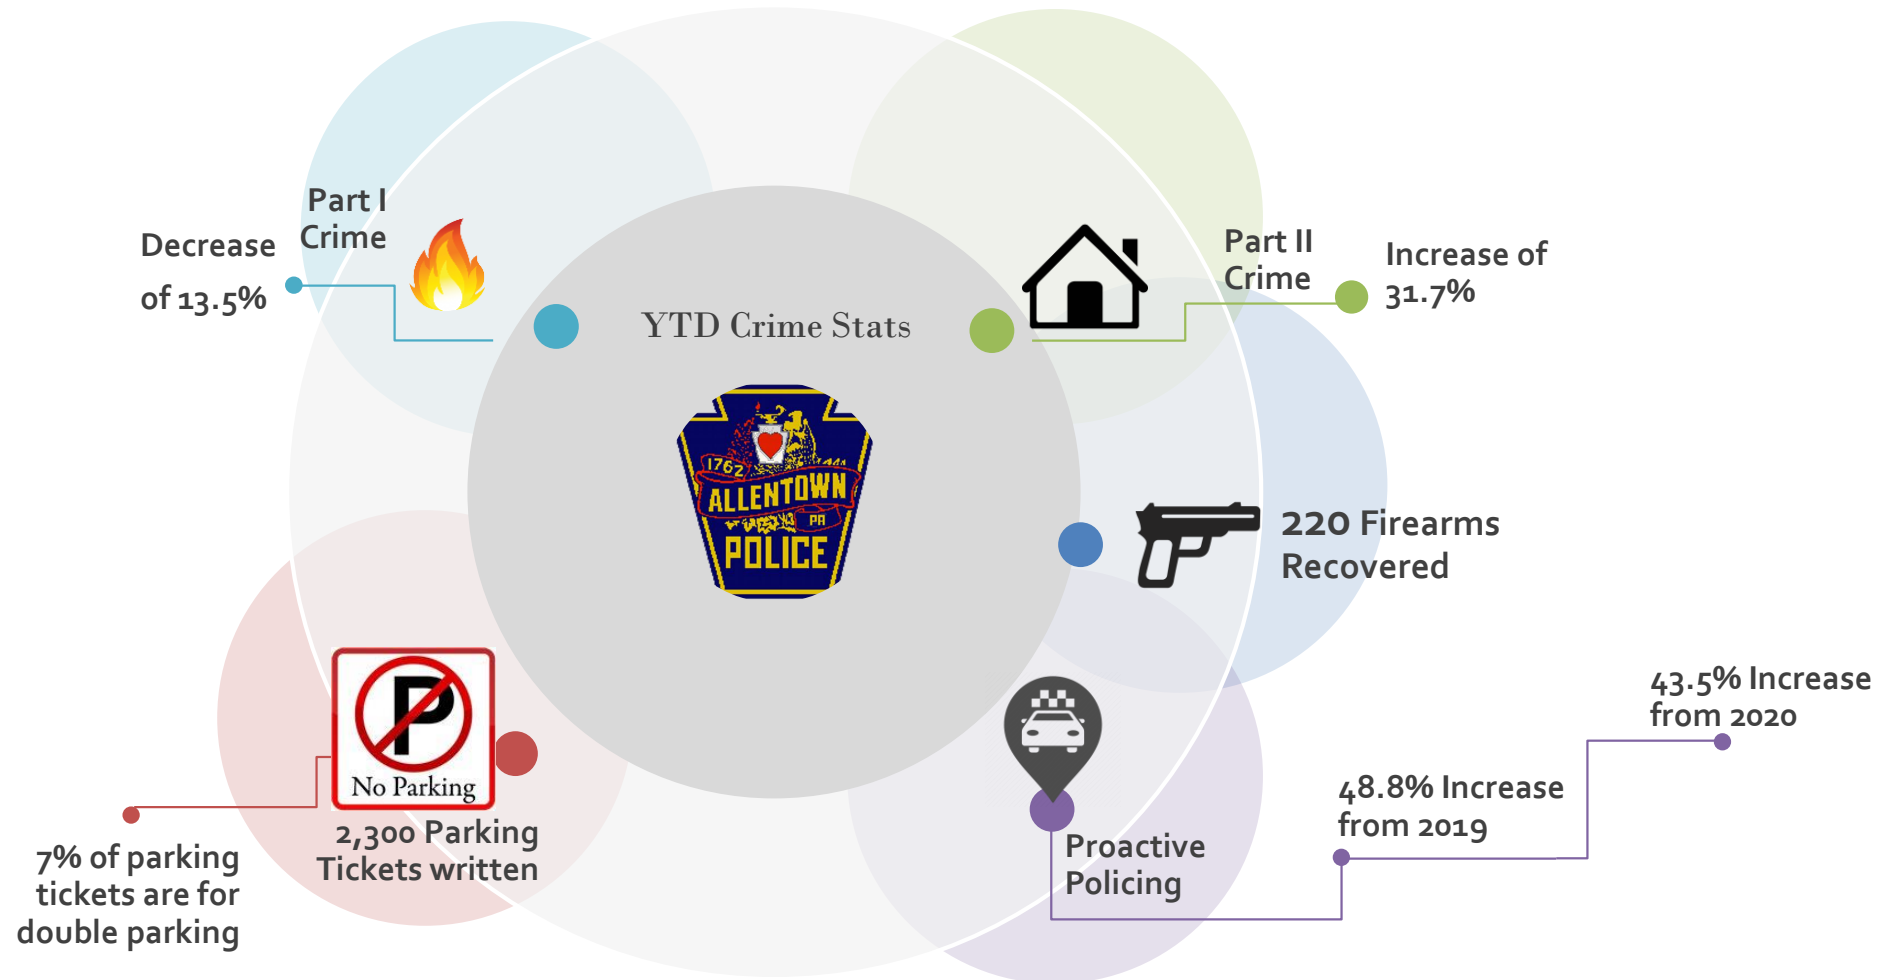 YTD Crime Stats
Part I
Crime
Decrease
of 13.5%
Part II
Crime
Increase of
31.7%
1762
ALLENTOWN
PA
POLICE
220 Firearms
Recovered
P
No Parking
2,300 Parking
Tickets written
7% of parking
tickets are for
double parking
Proactive
Policing
48.8% Increase
from 2019
43.5% Increase
from 2020